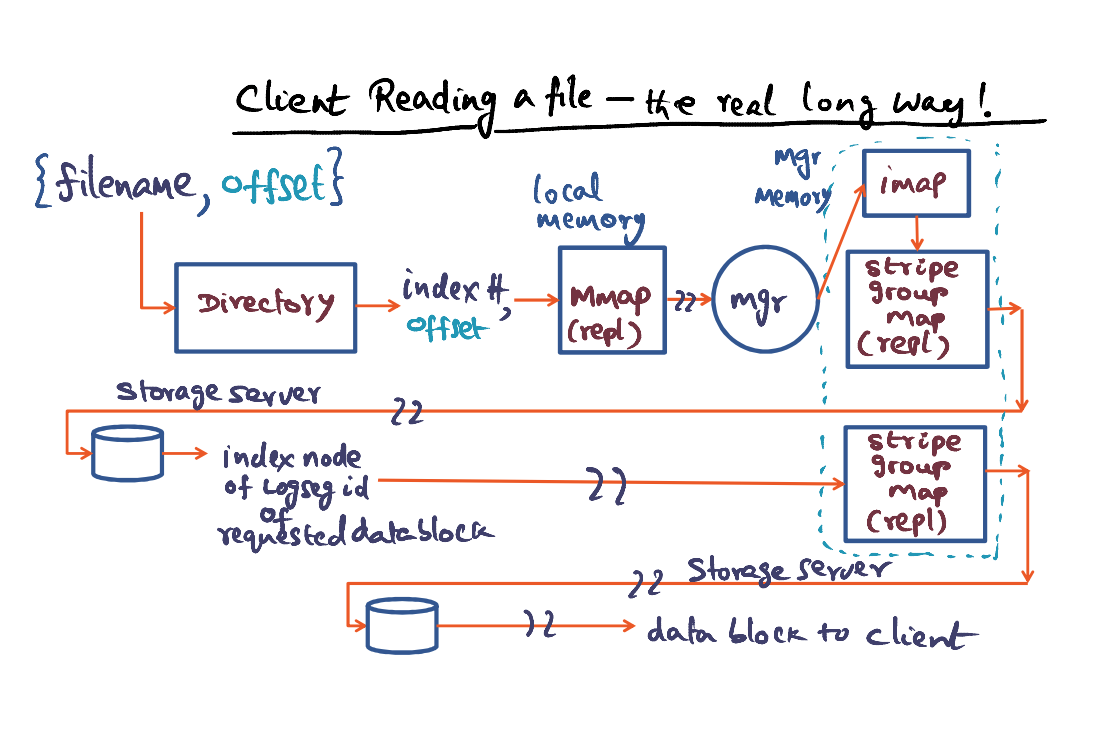 Client Reading a file – the real long way!
{filename, offset}
local
memory
mgr
memory
imap
Directory
index #,
offset
Mmap
(repl)
mgr
stripe
group
map
(repl)
Storage server
index node
of Logseg id
of
requested data block
stripe
group
map
(repl)
Storage server
data block to client